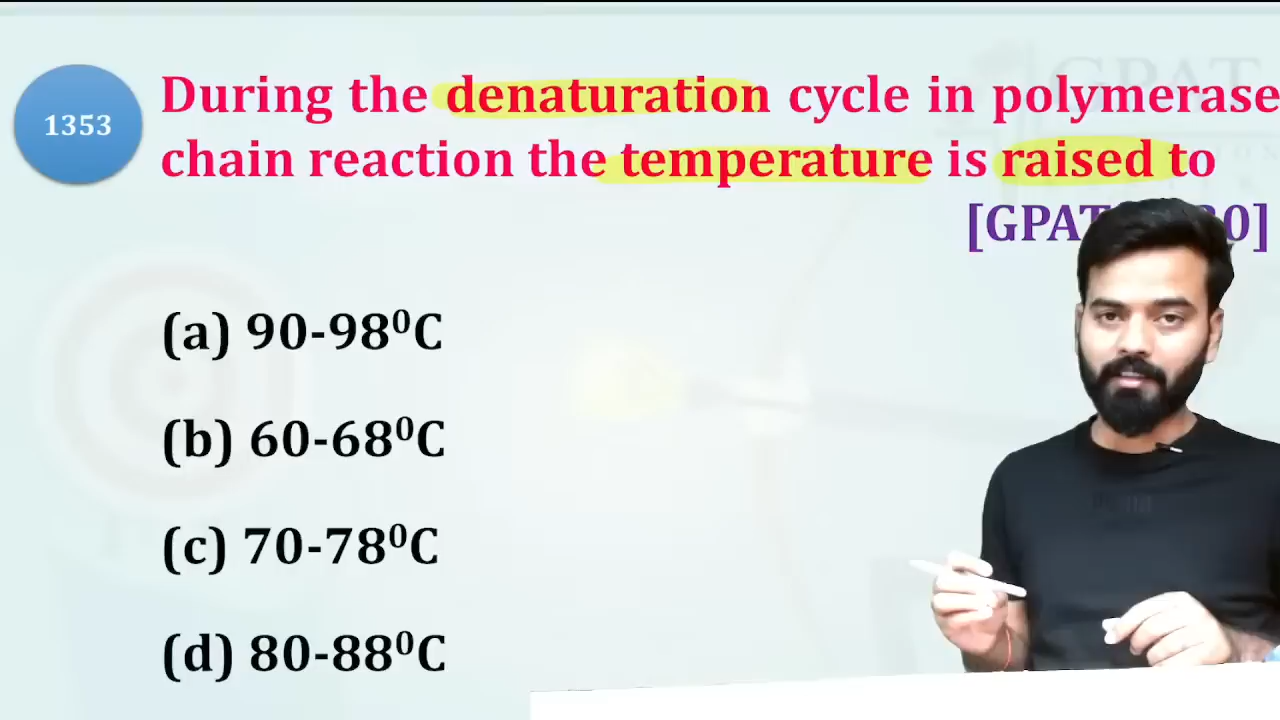 1353
During the denaturation cycle in polymerase
chain reaction the temperature is raised to
(a) 90-98⁰C
(b) 60-68⁰C
(c) 70-78⁰C
(d) 80-88⁰C